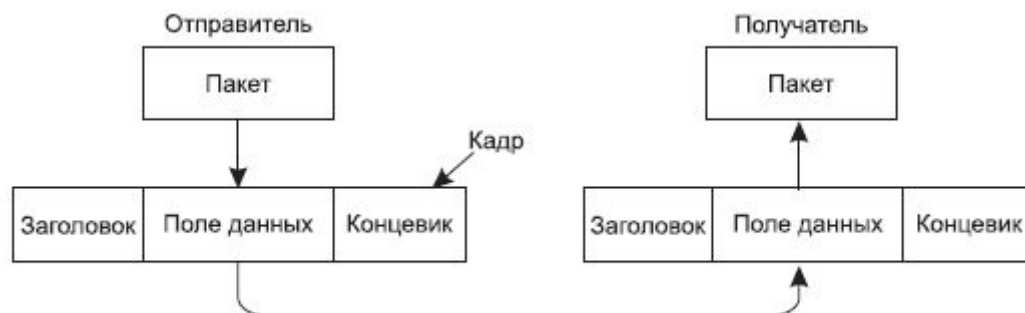 Отправитель
Получатель
Пакет
Пакет
Кадр
Заголовок
Поле данных
Концевик
Заголовок
Поле данных
Концевик